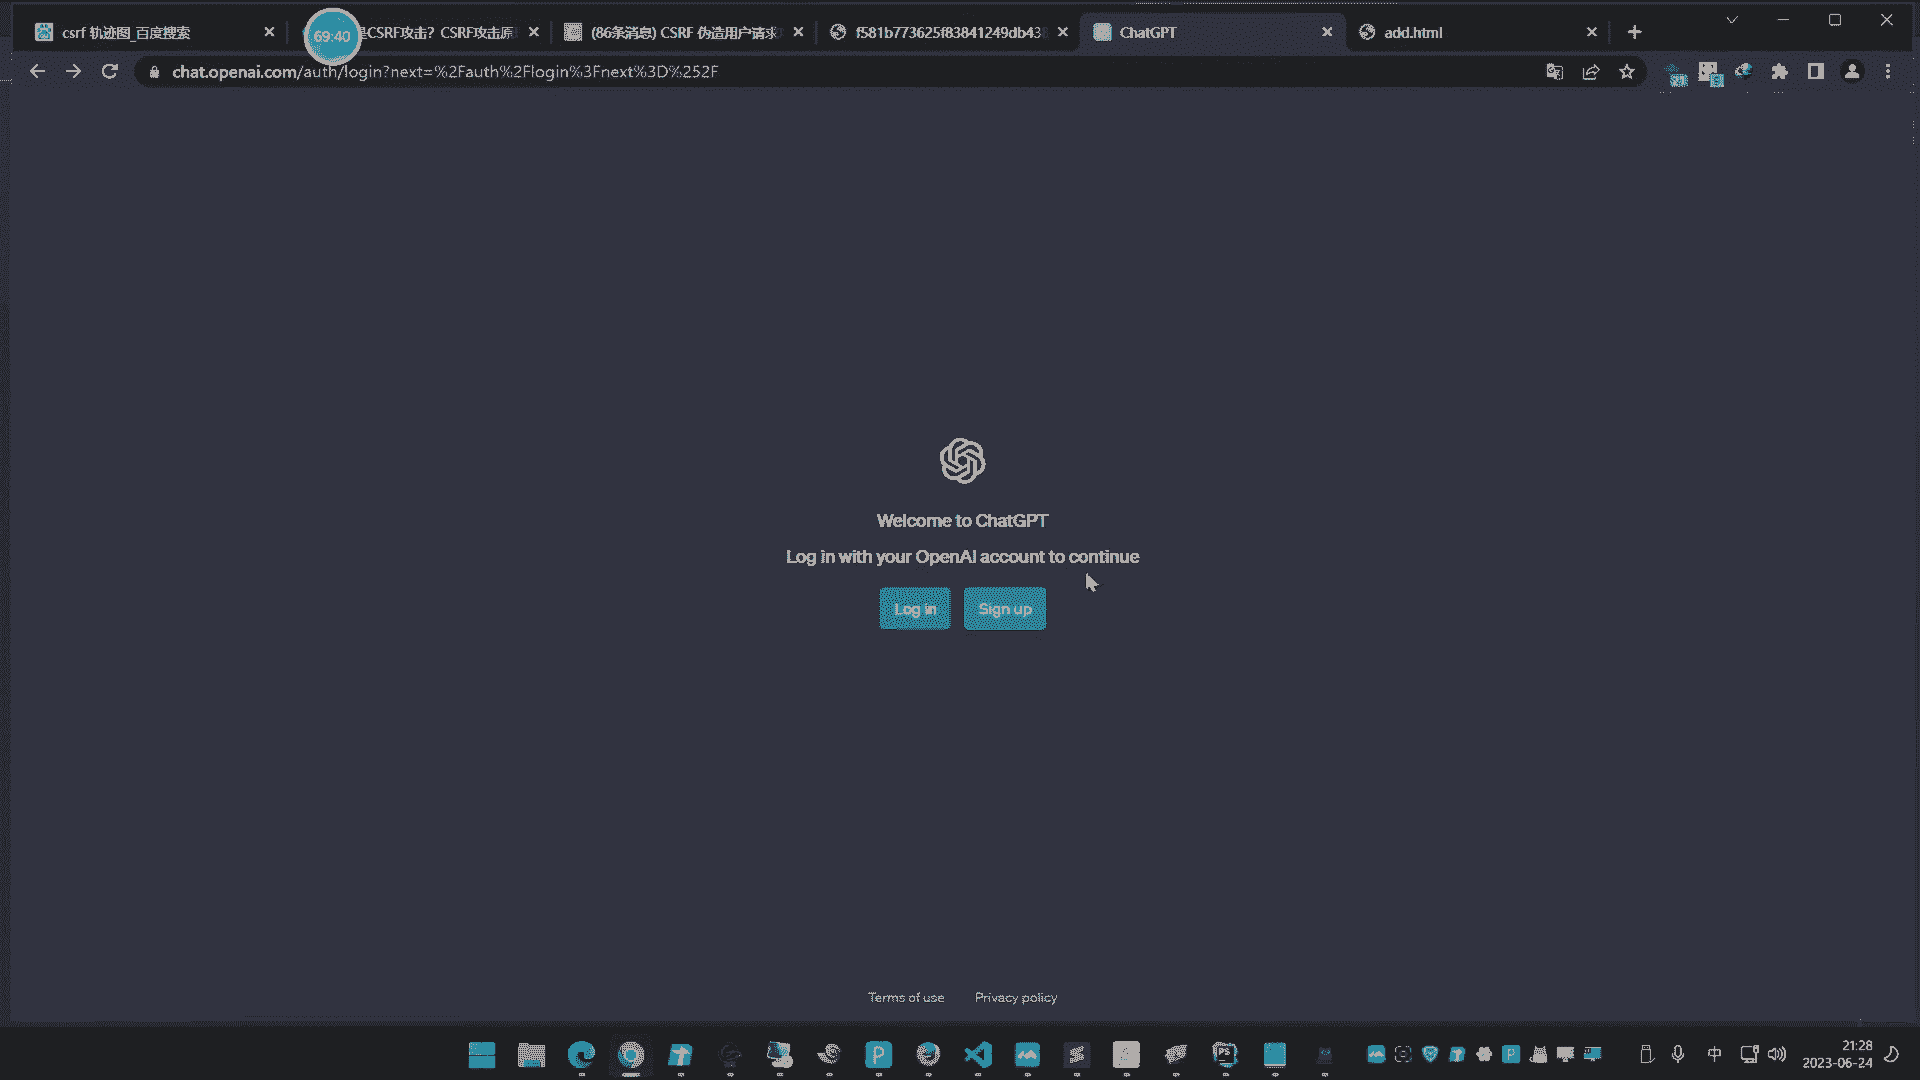 csrf 轨迹图_百度搜索
69:40
是CSRF攻击？CSRF攻击原
(86条消息) CSRF 伪造用户请求
f581b773625f83841249db43
ChatGPT
add.html
chat.openai.com/auth/login?next=%2Fauth%2Flogin%3Fnext%3D%252F
Welcome to ChatGPT
Log in with your OpenAI account to continue
Log in
Sign up
Terms of use
Privacy policy
中
21:28
2023-06-24